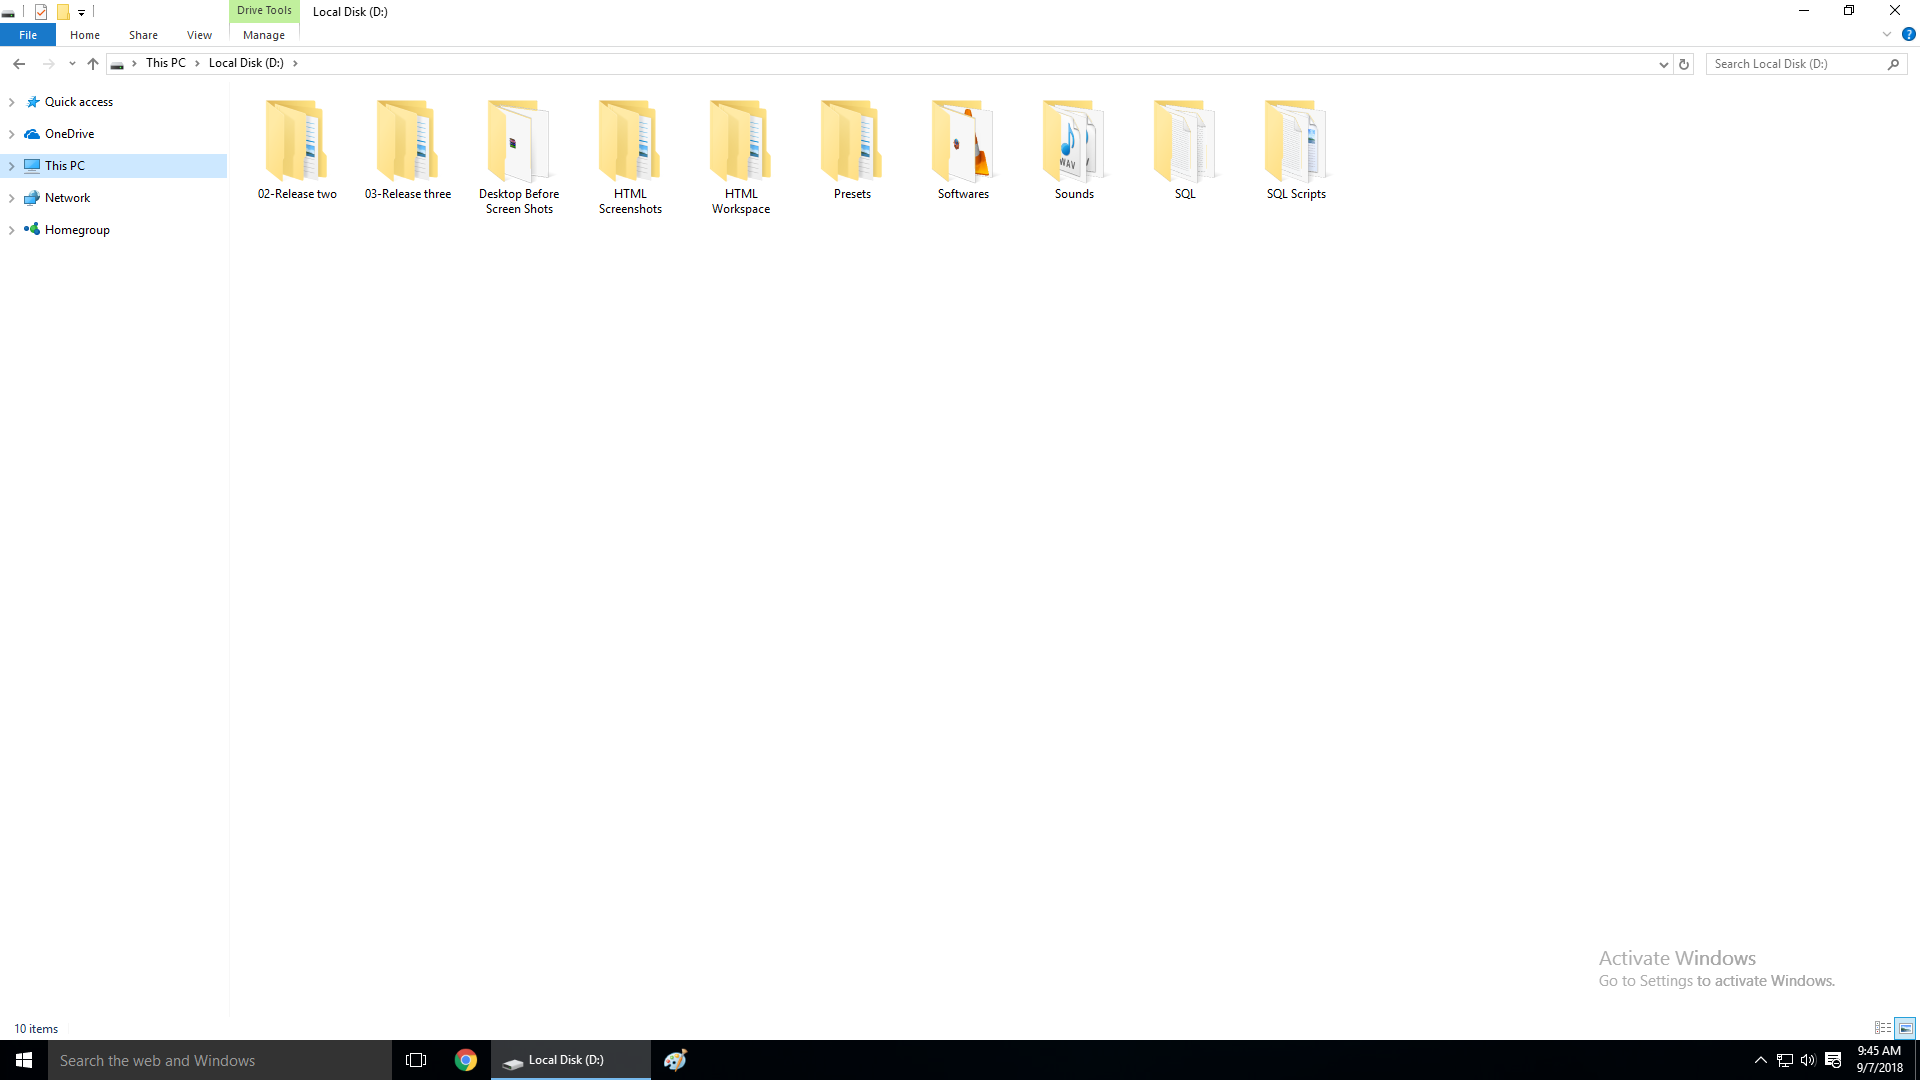 Drive Tools
Local Disk (D:)
File
Home
Share
View
Manage
?
This PC
Local Disk (D:)
Search Local Disk (D:)
Quick access
OneDrive
This PC
Network
Homegroup
02-Release two
03-Release three
Desktop Before
Screen Shots
HTML
Screenshots
HTML
Workspace
Presets
Softwares
WAV
Sounds
SQL
SQL Scripts
Activate Windows
Go to Settings to activate Windows.
10 items
Search the web and Windows
Local Disk (D:)
9:45 AM
9/7/2018